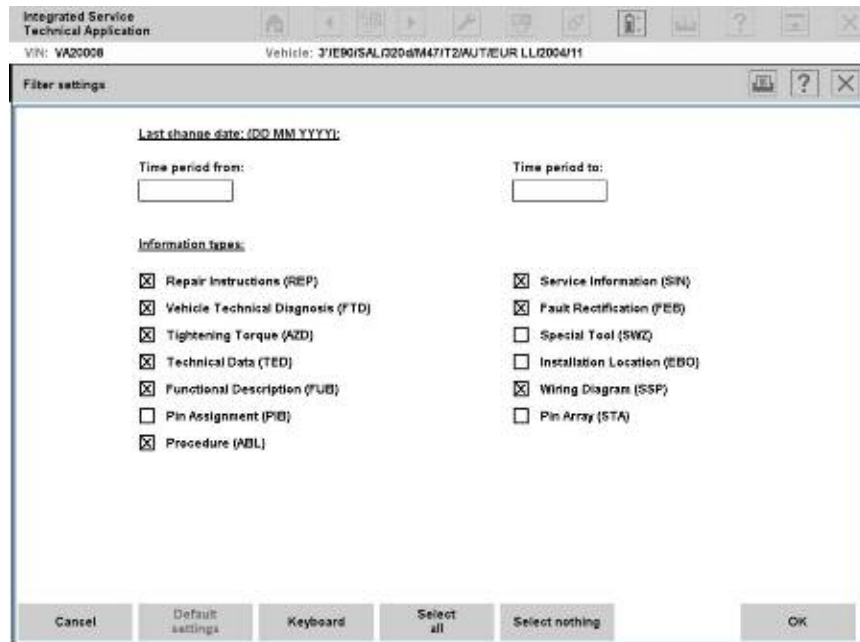 Integrated Service
Technical Application
VIN: VA20008
Vehicle: 3'/E90/SAL/320d/M47/T2/AUT/EUR LL/2004/11
Filter settings
Last change date: (DD MM YYYY):
Time period from:
Time period to:
Information types:
Repair Instructions (REP)
Service Information (SIN)
Vehicle Technical Diagnosis (FTD)
Fault Rectification (FEB)
Tightening Torque (AZD)
Special Tool (SWZ)
Technical Data (TED)
Installation Location (EBO)
Functional Description (FUB)
Wiring Diagram (SSP)
Pin Assignment (PIB)
Pin Array (STA)
Procedure (ABL)
Cancel
Default
settings
Keyboard
Select
all
Select nothing
OK